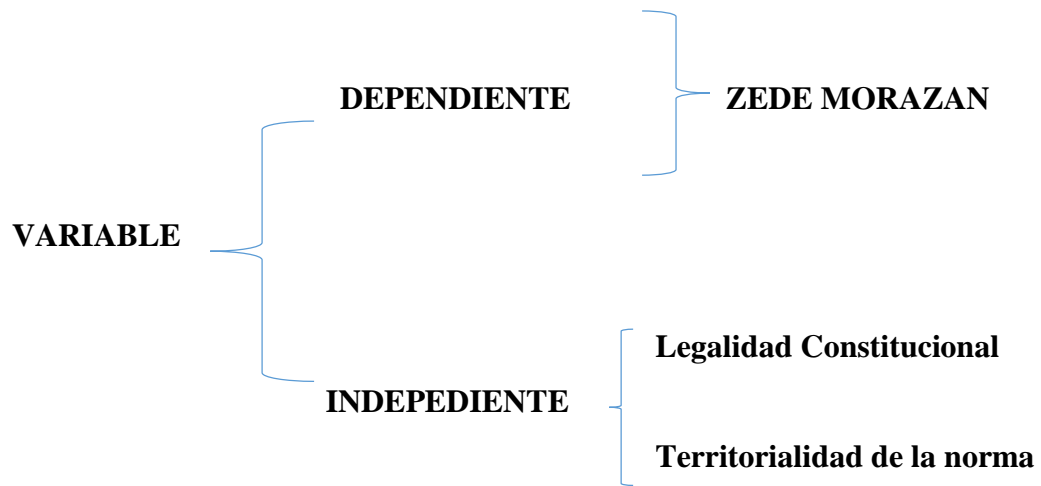 DEPENDIENTE
ZEDE MORAZAN
VARIABLE
Legalidad Constitucional
INDEPEDIENTE
Territorialidad de la norma